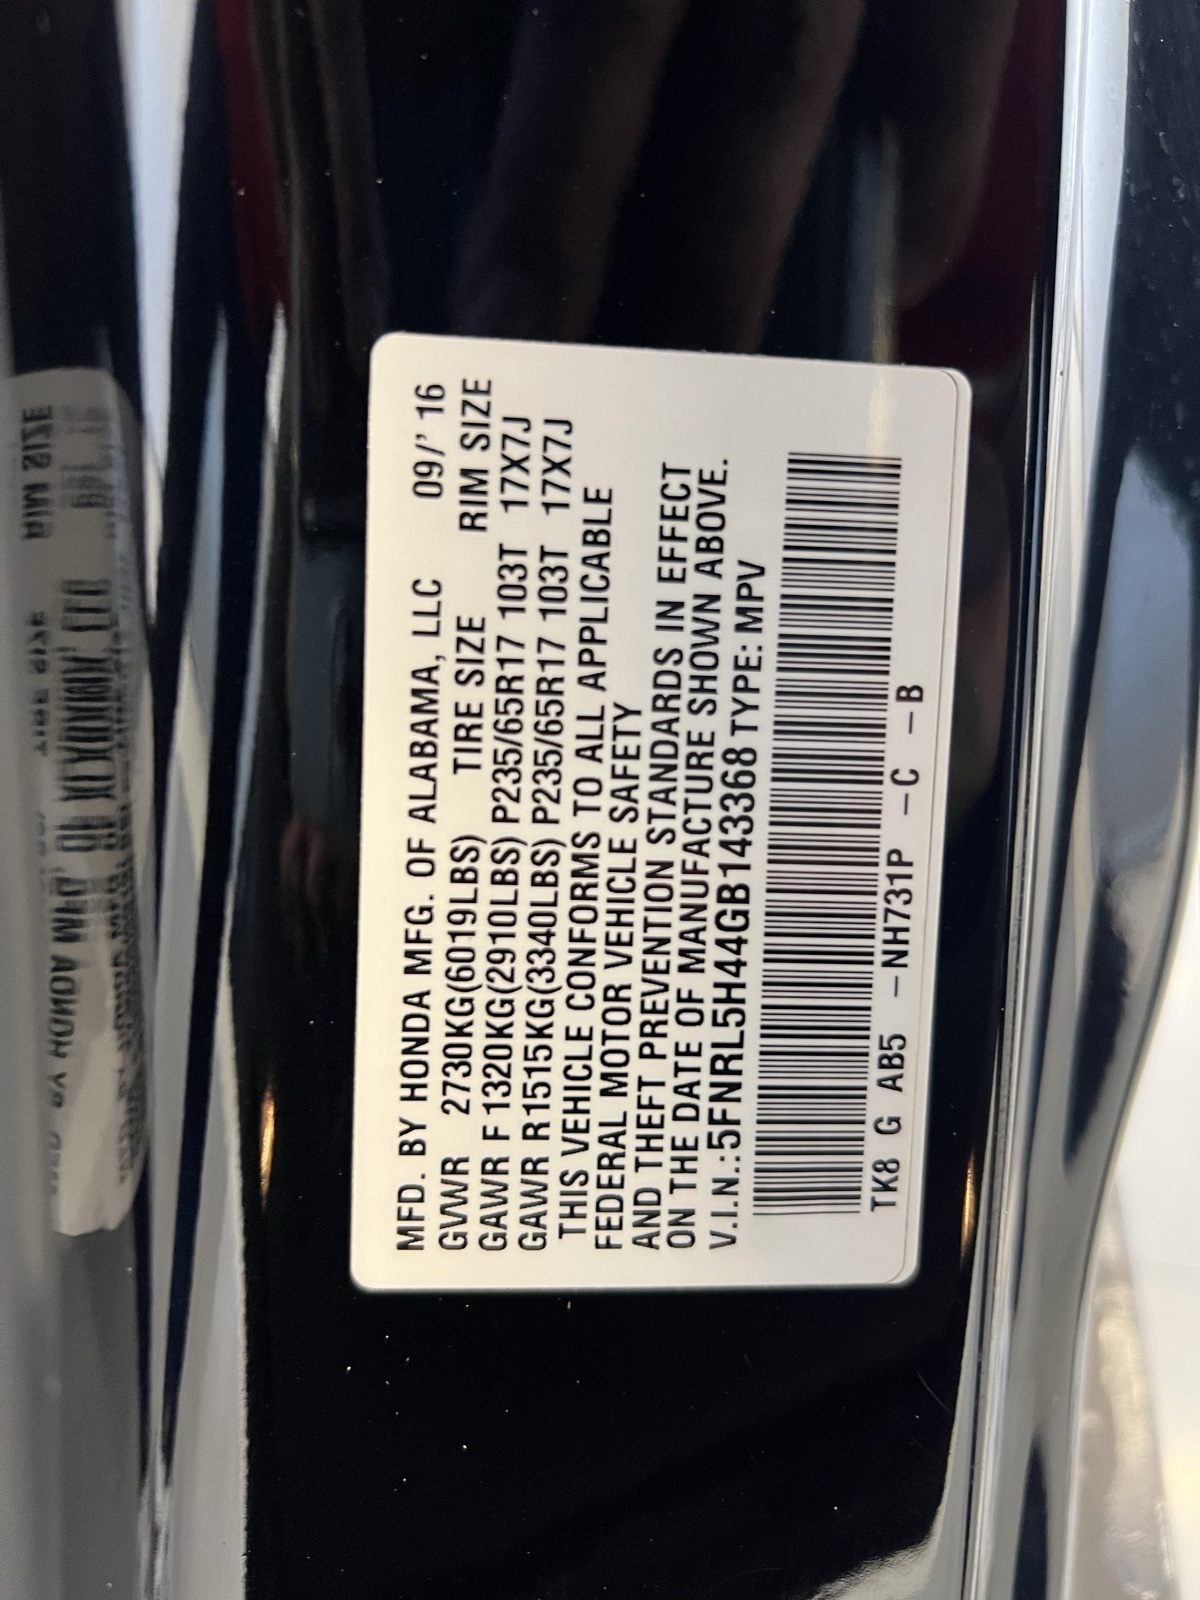 MFD. BY HONDA MFG. OF ALABAMA, LLC 09/' 16
GVWR 2730KG(6019LBS) TIRE SIZE RIM SIZE
GAWR F 1320KG(2910LBS) P235/65R17 103T 17X7J
GAWR R1515KG(3340LBS) P235/65R17 103T 17X7J
THIS VEHICLE CONFORMS TO ALL APPLICABLE
FEDERAL MOTOR VEHICLE SAFETY
AND THEFT PREVENTION STANDARDS IN EFFECT
ON THE DATE OF MANUFACTURE SHOWN ABOVE.
V.I.N.:5FNRL5H44GB143368 TYPE: MPV
TK8 G AB5 -NH731P -C -B